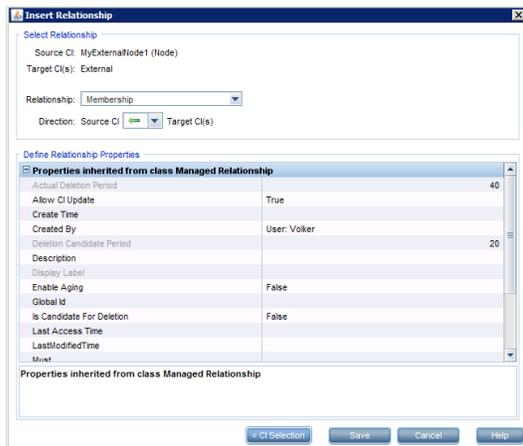 Insert Relationship
Select Relationship
Source CI: MyExternalNode1 (Node)
Target CI(s): External
Relationship: Membership
Direction: Source CI Target CI(s)
Define Relationship Properties
Properties inherited from class Managed Relationship
Actual Deletion Period 40
Allow CI Update True
Create Time
Created By User: Volker
Deletion Candidate Period 20
Description
Display Label
Enable Aging False
Global Id
Is Candidate For Deletion False
Last Access Time
LastModifiedTime
Must
Properties inherited from class Managed Relationship
< CI Selection Save Cancel Help